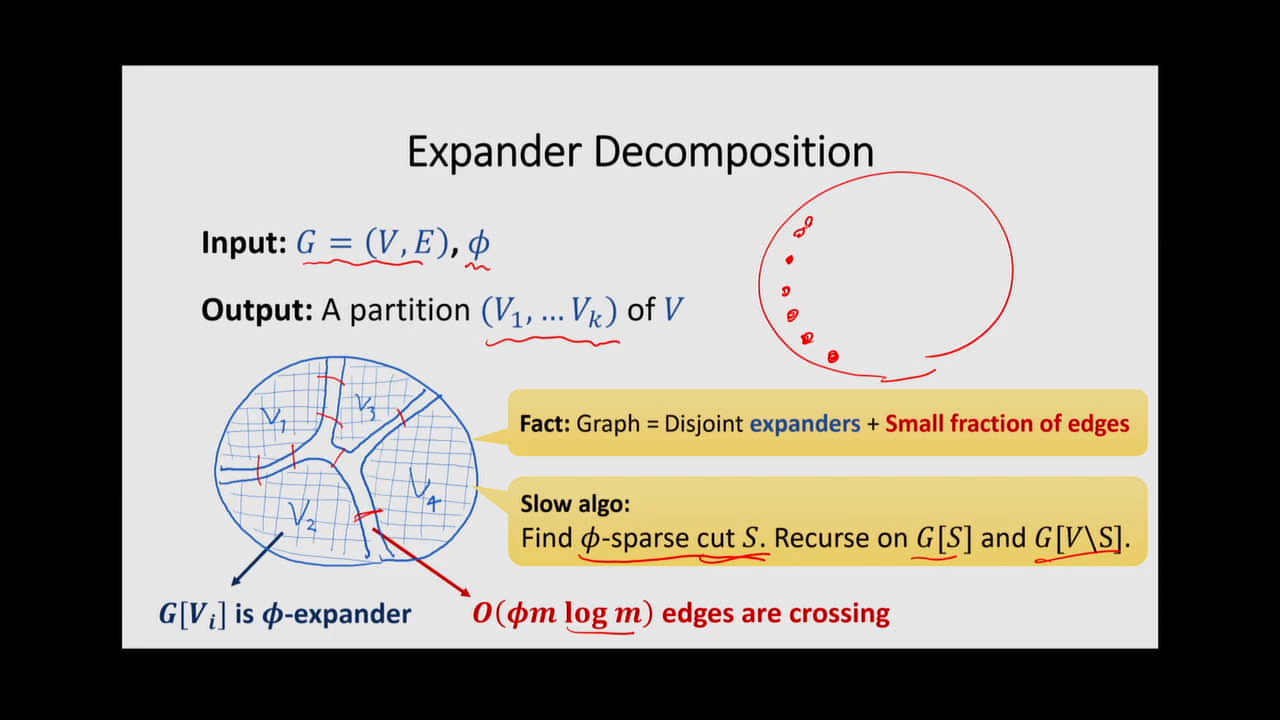 Expander Decomposition
Input: G = (V, E), ϕ
Output: A partition (V₁, … Vₖ) of V
V₁
V₃
V₂
V₄
Fact: Graph = Disjoint expanders + Small fraction of edges
Slow algo:
Find ϕ-sparse cut S. Recurse on G[S] and G[V\S].
G[Vᵢ] is ϕ-expander
O(ϕm log m) edges are crossing